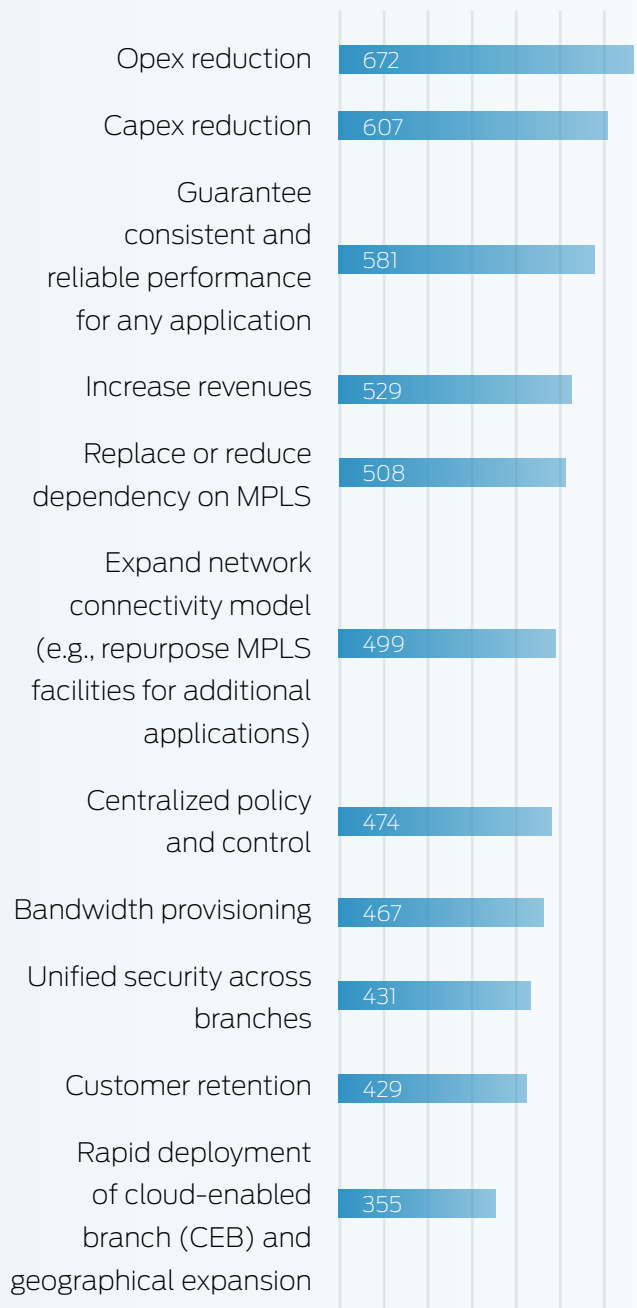 Opex reduction
672
Capex reduction
607
Guarantee
consistent and
reliable performance
for any application
581
Increase revenues
529
Replace or reduce
dependency on MPLS
508
Expand network
connectivity model
(e.g., repurpose MPLS
facilities for additional
applications)
499
Centralized policy
and control
474
Bandwidth provisioning
467
Unified security across
branches
431
Customer retention
429
Rapid deployment
of cloud-enabled
branch (CEB) and
geographical expansion
355